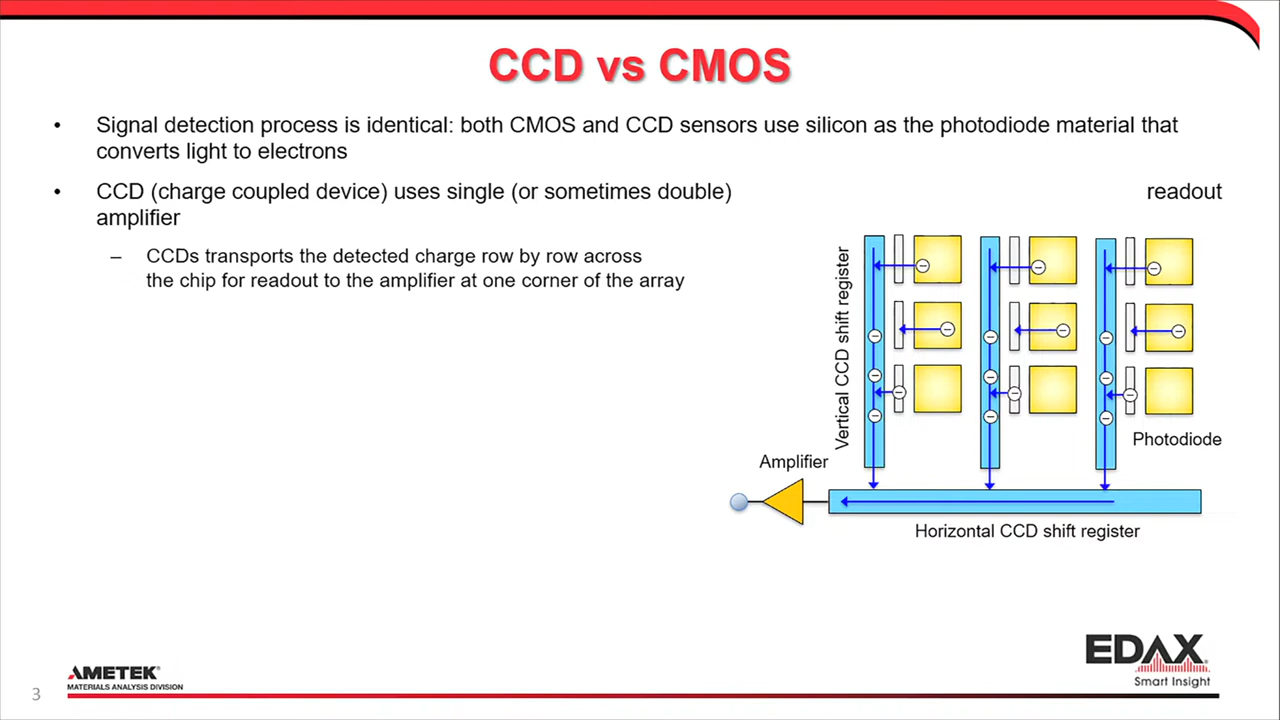 CCD vs CMOS
• Signal detection process is identical: both CMOS and CCD sensors use silicon as the photodiode material that
converts light to electrons
• CCD (charge coupled device) uses single (or sometimes double) readout
amplifier
– CCDs transports the detected charge row by row across
the chip for readout to the amplifier at one corner of the array
Vertical CCD shift register
Photodiode
Amplifier
Horizontal CCD shift register
3
AMETEK®
MATERIALS ANALYSIS DIVISION
EDAX®
Smart Insight